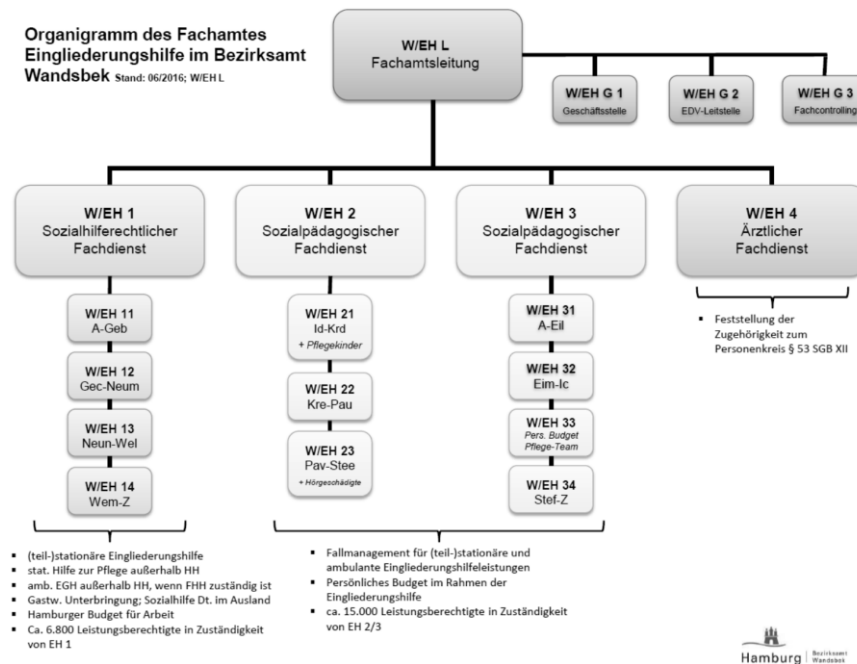 Organigramm des Fachamtes
Eingliederungshilfe im Bezirksamt
Wandsbek Stand: 06/2016; W/EH L
W/EH L
Fachamtsleitung
W/EH G 1
Geschäftsstelle
W/EH G 2
EDV-Leitstelle
W/EH G 3
Fachcontrolling
W/EH 1
Sozialhilferechtlicher
Fachdienst
W/EH 2
Sozialpädagogischer
Fachdienst
W/EH 3
Sozialpädagogischer
Fachdienst
W/EH 4
Ärztlicher
Fachdienst
W/EH 11
A-Geb
W/EH 12
Gec-Neum
W/EH 13
Neun-Wel
W/EH 14
Wem-Z
W/EH 21
Id-Krd
+ Pflegekinder
W/EH 22
Kre-Pau
W/EH 23
Pav-Stee
+ Hörgeschädigte
W/EH 31
A-Eil
W/EH 32
Eim-Ic
W/EH 33
Pers. Budget
Pflege-Team
W/EH 34
Stef-Z
▪ Feststellung der
Zugehörigkeit zum
Personenkreis § 53 SGB XII
▪ (teil-)stationäre Eingliederungshilfe
▪ stat. Hilfe zur Pflege außerhalb HH
▪ amb. EGH außerhalb HH, wenn FHH zuständig ist
▪ Gastw. Unterbringung; Sozialhilfe Dt. im Ausland
▪ Hamburger Budget für Arbeit
▪ Ca. 6.800 Leistungsberechtigte in Zuständigkeit
von EH 1
▪ Fallmanagement für (teil-)stationäre und
ambulante Eingliederungshilfeleistungen
▪ Persönliches Budget im Rahmen der
Eingliederungshilfe
▪ ca. 15.000 Leistungsberechtigte in Zuständigkeit
von EH 2/3
Hamburg | Bezirksamt
Wandsbek